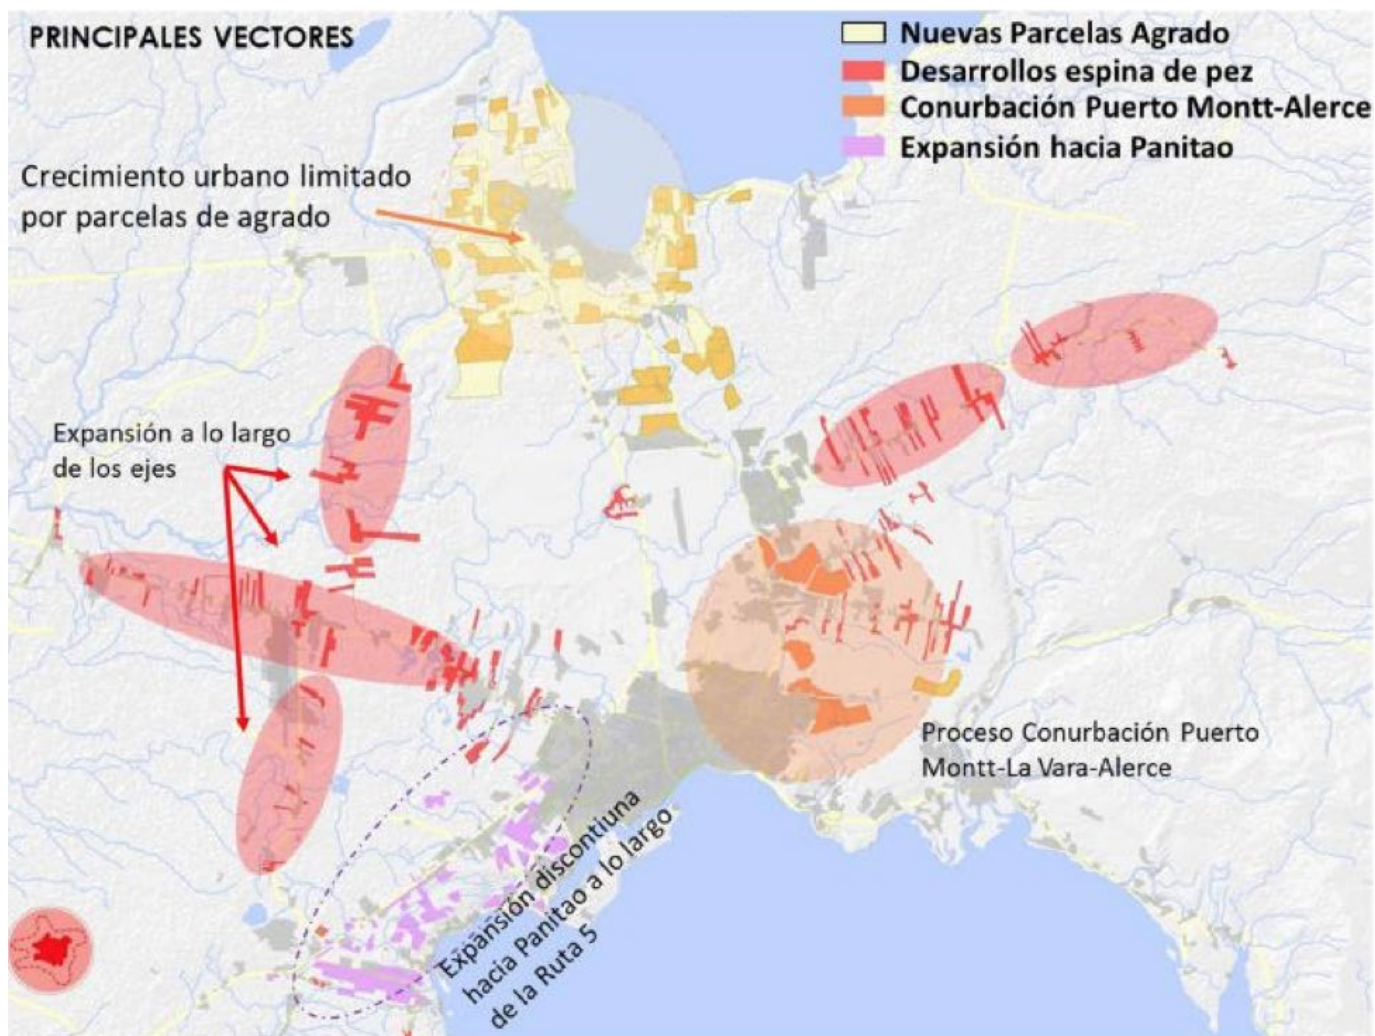 PRINCIPALES VECTORES
Nuevas Parcelas Agrado
Desarrollos espina de pez
Conurbación Puerto Montt-Alerce
Expansión hacia Panitao
Crecimiento urbano limitado
por parcelas de agrado
Expansión a lo largo
de los ejes
Proceso Conurbación Puerto
Montt-La Vara-Alerce
Expansión discontiuna
hacia Panitao a lo largo
de la Ruta 5